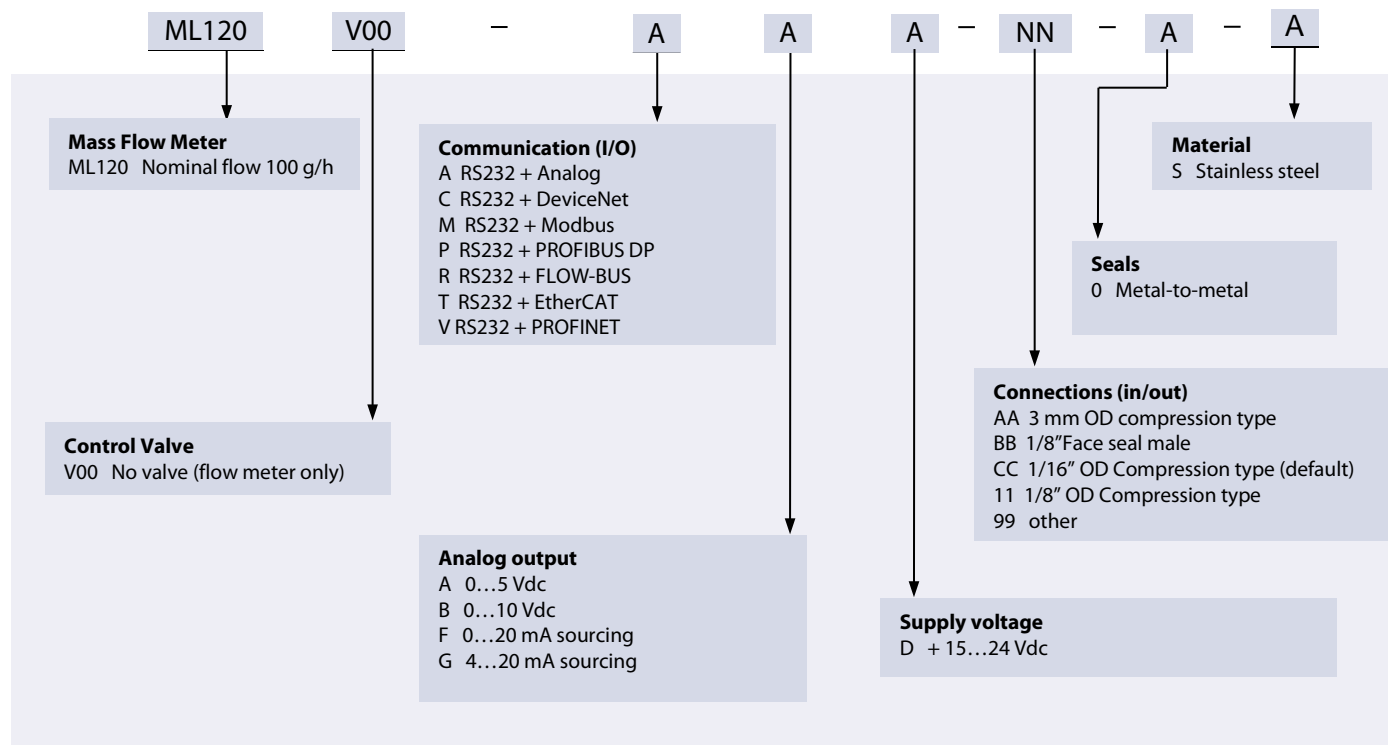 ML120 V00 – A A A – NN – A – A
Mass Flow Meter
ML120 Nominal flow 100 g/h
Communication (I/O)
A RS232 + Analog
C RS232 + DeviceNet
M RS232 + Modbus
P RS232 + PROFIBUS DP
R RS232 + FLOW-BUS
T RS232 + EtherCAT
V RS232 + PROFINET
Material
S Stainless steel
Seals
0 Metal-to-metal
Connections (in/out)
AA 3 mm OD compression type
BB 1/8”Face seal male
CC 1/16” OD Compression type (default)
11 1/8” OD Compression type
99 other
Control Valve
V00 No valve (flow meter only)
Analog output
A 0…5 Vdc
B 0…10 Vdc
F 0…20 mA sourcing
G 4…20 mA sourcing
Supply voltage
D + 15…24 Vdc